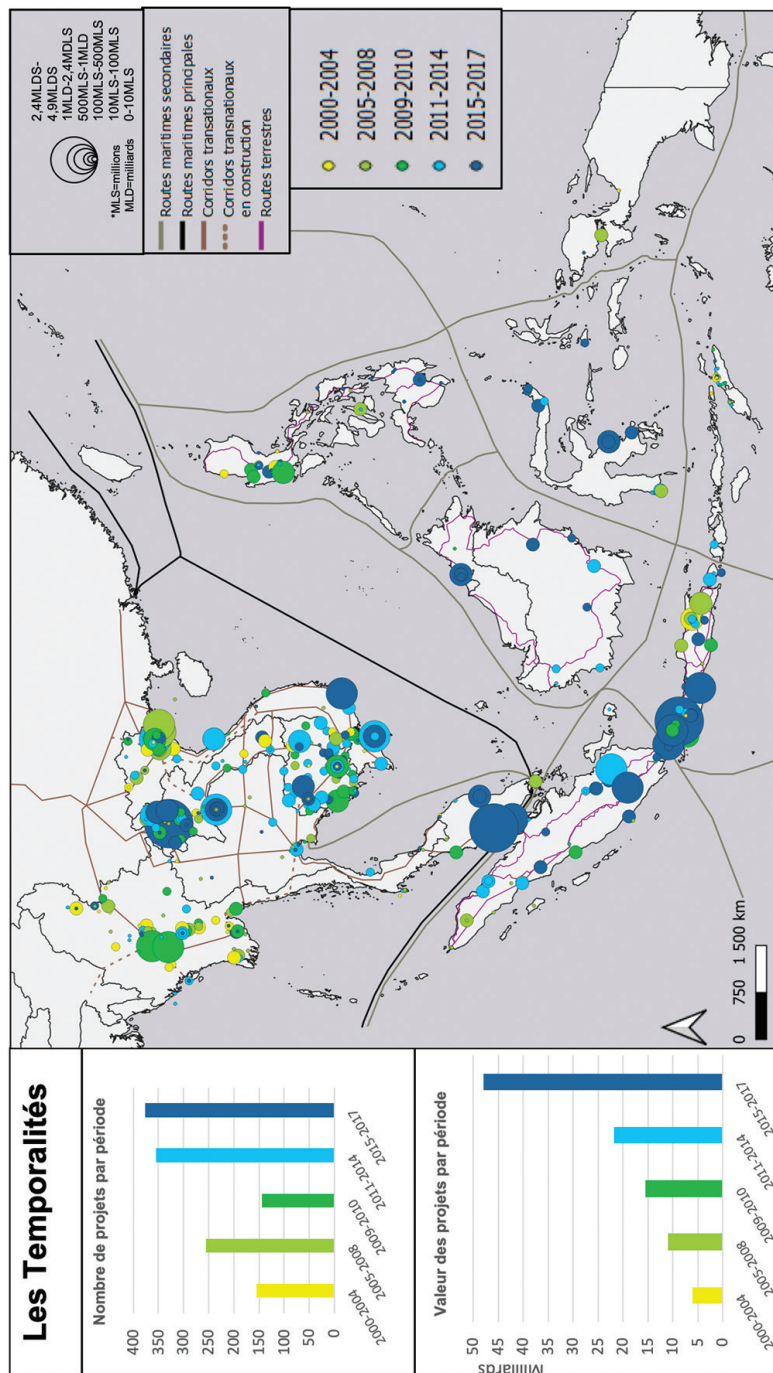 Les Temporalités
Nombre de projets par période
400
350
300
250
200
150
100
50
0
2000-2004
2005-2008
2009-2010
2011-2014
2015-2017
Valeur des projets par période
Milliards
50
45
40
35
30
25
20
15
10
5
0
2000-2004
2005-2008
2009-2010
2011-2014
2015-2017
0 750 1 500 km
2,4MLDS-
4,9MLDS
1MLD-2,4MDLS
500MLS-1MLD
100MLS-500MLS
10MLS-1000MLS
0-10MLS
*MLS=millions
MLD=milliards
Routes maritimes secondaires
Routes maritimes principales
Corridors transationaux
Corridors transnationaux
en construction
Routes terrestres
2000-2004
2005-2008
2009-2010
2011-2014
2015-2017